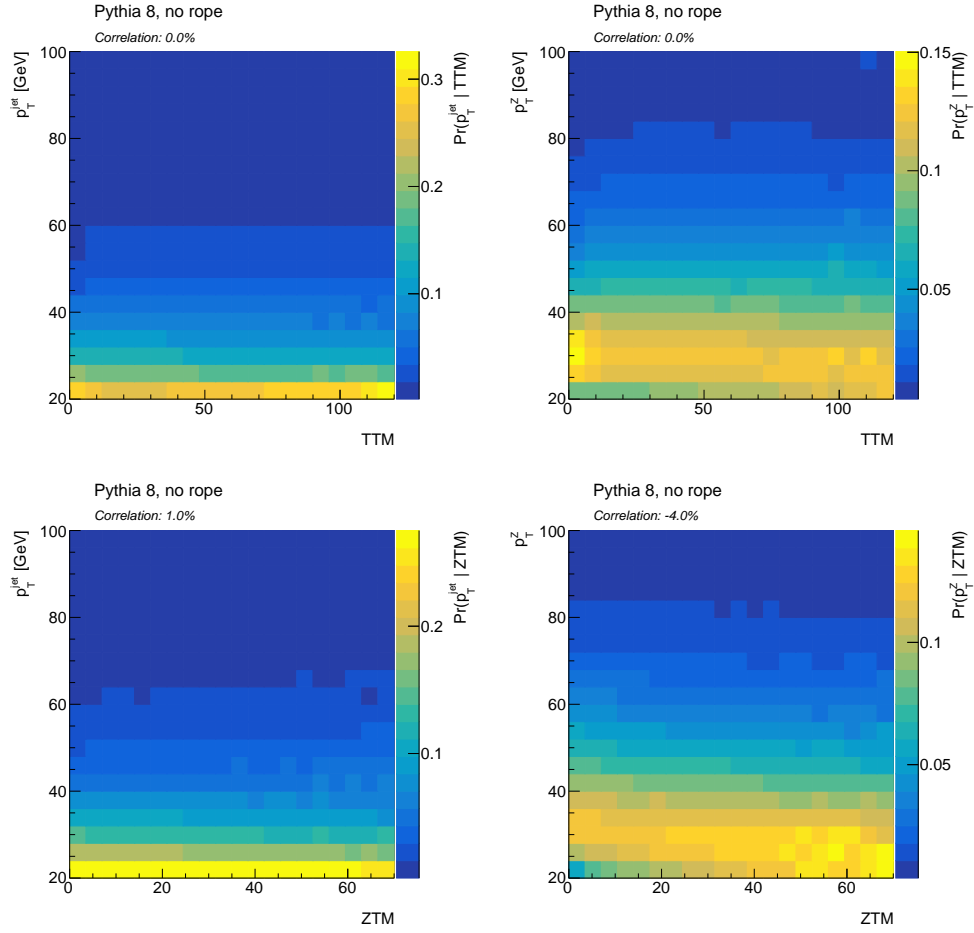 Pythia 8, no rope
Correlation: 0.0%
p_T^jet [GeV]
100
80
60
40
20
0 50 100
TTM
0.3
0.2
0.1
Pr(p_T^jet | TTM)
Pythia 8, no rope
Correlation: 0.0%
p_T^Z [GeV]
100
80
60
40
20
0 50 100
TTM
0.15
0.1
0.05
Pr(p_T^Z | TTM)
Pythia 8, no rope
Correlation: 1.0%
p_T^jet [GeV]
100
80
60
40
20
0 20 40 60
ZTM
0.2
0.1
Pr(p_T^jet | ZTM)
Pythia 8, no rope
Correlation: -4.0%
p_T^Z
100
80
60
40
20
0 20 40 60
ZTM
0.1
0.05
Pr(p_T^Z | ZTM)